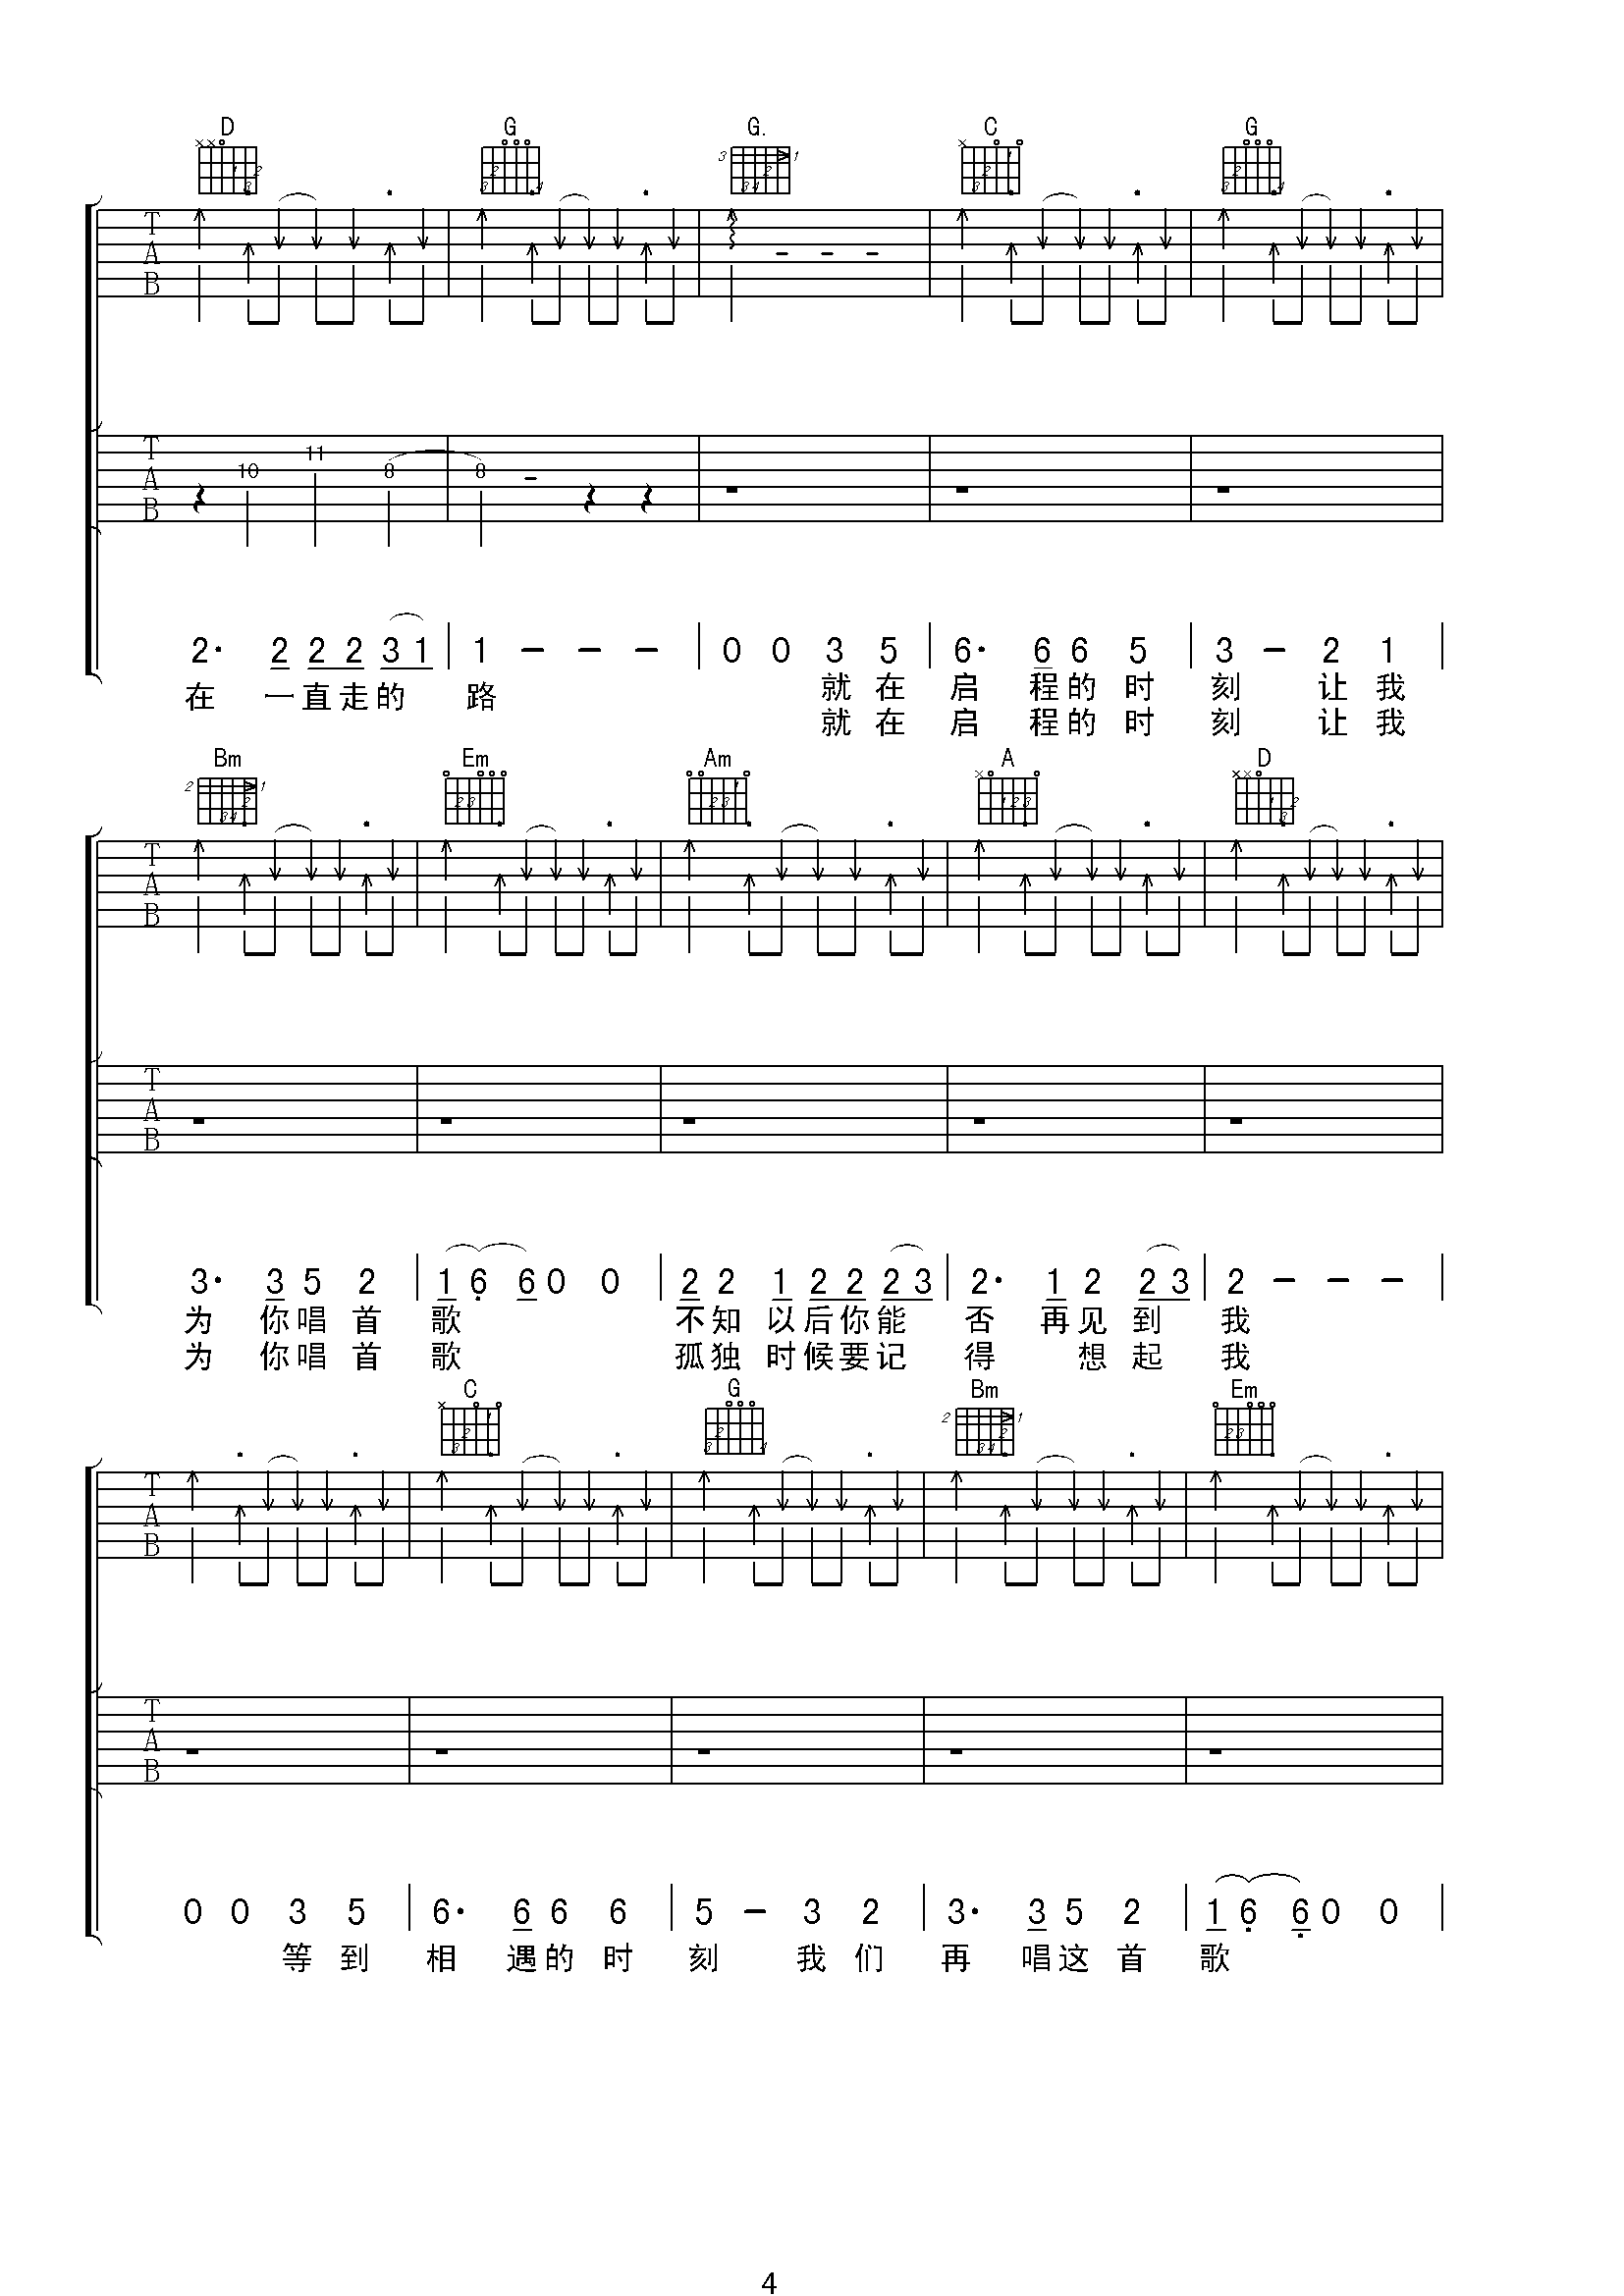 D G G. C G
T A B
10 11 8 8
T A B
2· 2 2 2 3 1 | 1 – – – | 0 0 3 5 | 6· 6 6 5 | 3 – 2 1 |
在 一 直 走 的 路 就 在 启 程 的 时 刻 让 我
就 在 启 程 的 时 刻 让 我
Bm Em Am A D
T A B
T A B
3· 3 5 2 | 1 6 6 0 0 | 2 2 1 2 2 2 3 | 2· 1 2 2 3 | 2 – – – |
为 你 唱 首 歌 不 知 以 后 你 能 否 再 见 到 我
为 你 唱 首 歌 孤 独 时 候 要 记 得 想 起 我
C G Bm Em
T A B
T A B
0 0 3 5 | 6· 6 6 6 | 5 – 3 2 | 3· 3 5 2 | 1 6 6 0 0 |
等 到 相 遇 的 时 刻 我 们 再 唱 这 首 歌
4